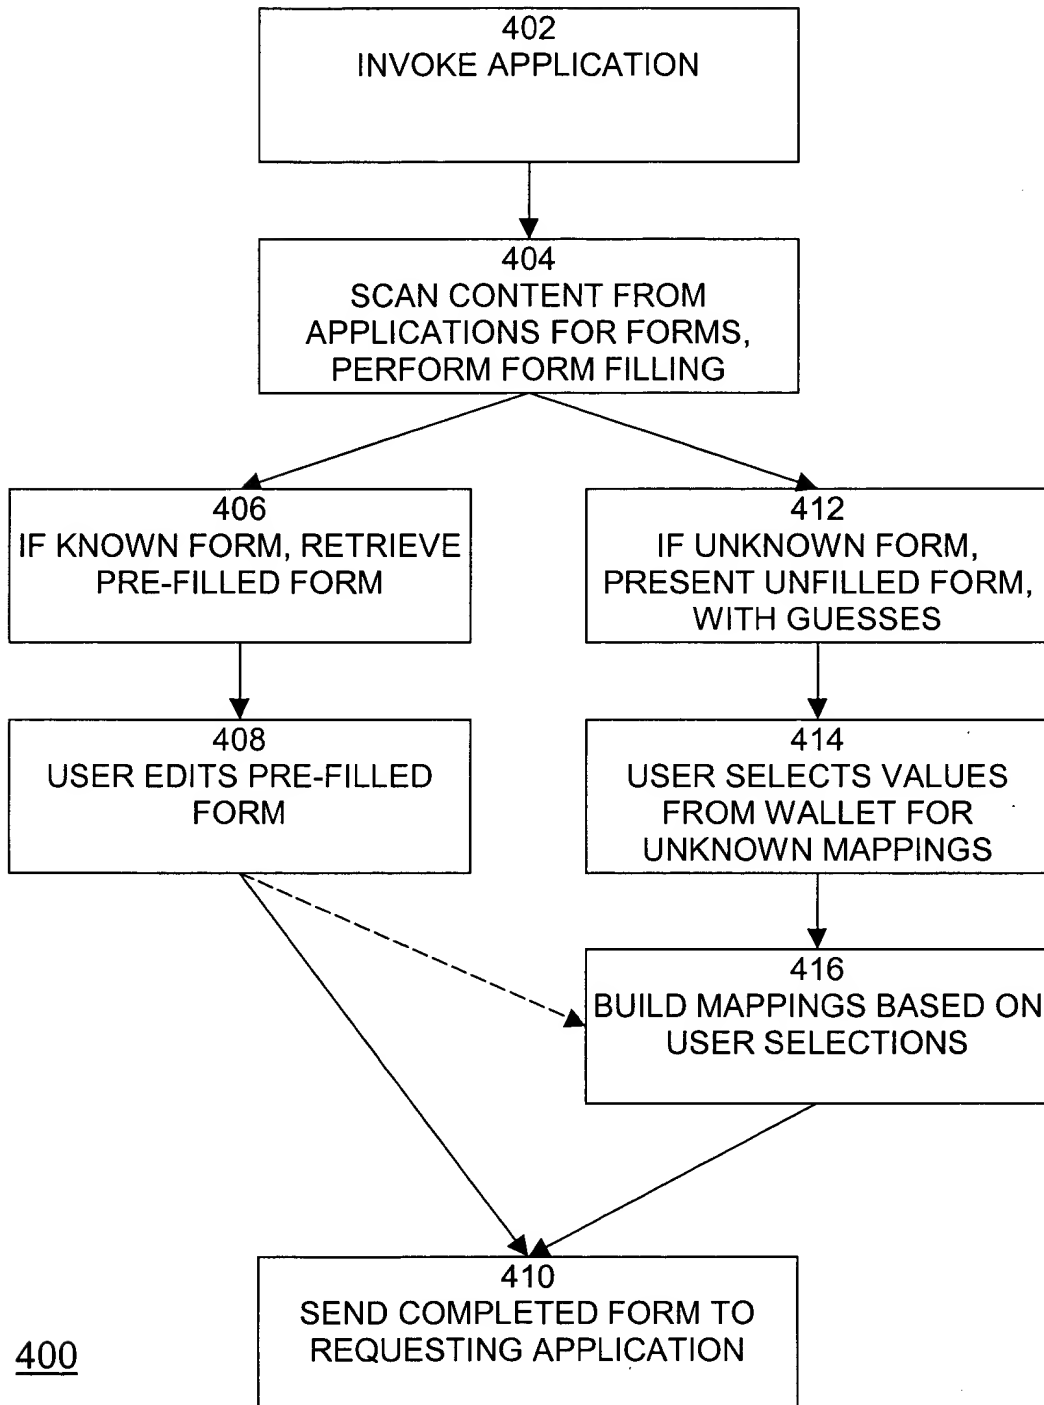 402
INVOKE APPLICATION
404
SCAN CONTENT FROM
APPLICATIONS FOR FORMS,
PERFORM FORM FILLING
406
IF KNOWN FORM, RETRIEVE
PRE-FILLED FORM
412
IF UNKNOWN FORM,
PRESENT UNFILLED FORM,
WITH GUESSES
408
USER EDITS PRE-FILLED
FORM
414
USER SELECTS VALUES
FROM WALLET FOR
UNKNOWN MAPPINGS
416
BUILD MAPPINGS BASED ON
USER SELECTIONS
410
SEND COMPLETED FORM TO
REQUESTING APPLICATION
400